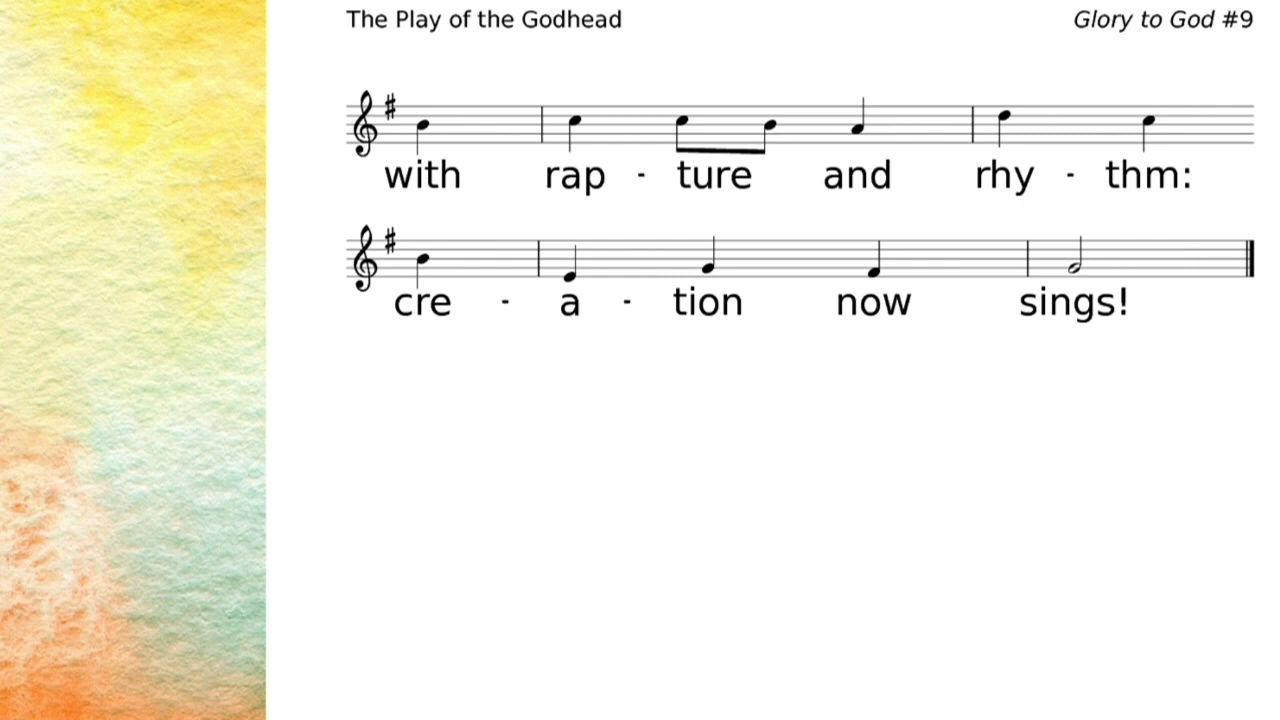 The Play of the Godhead
Glory to God #9
with rap - ture and rhy - thm:
cre - a - tion now sings!